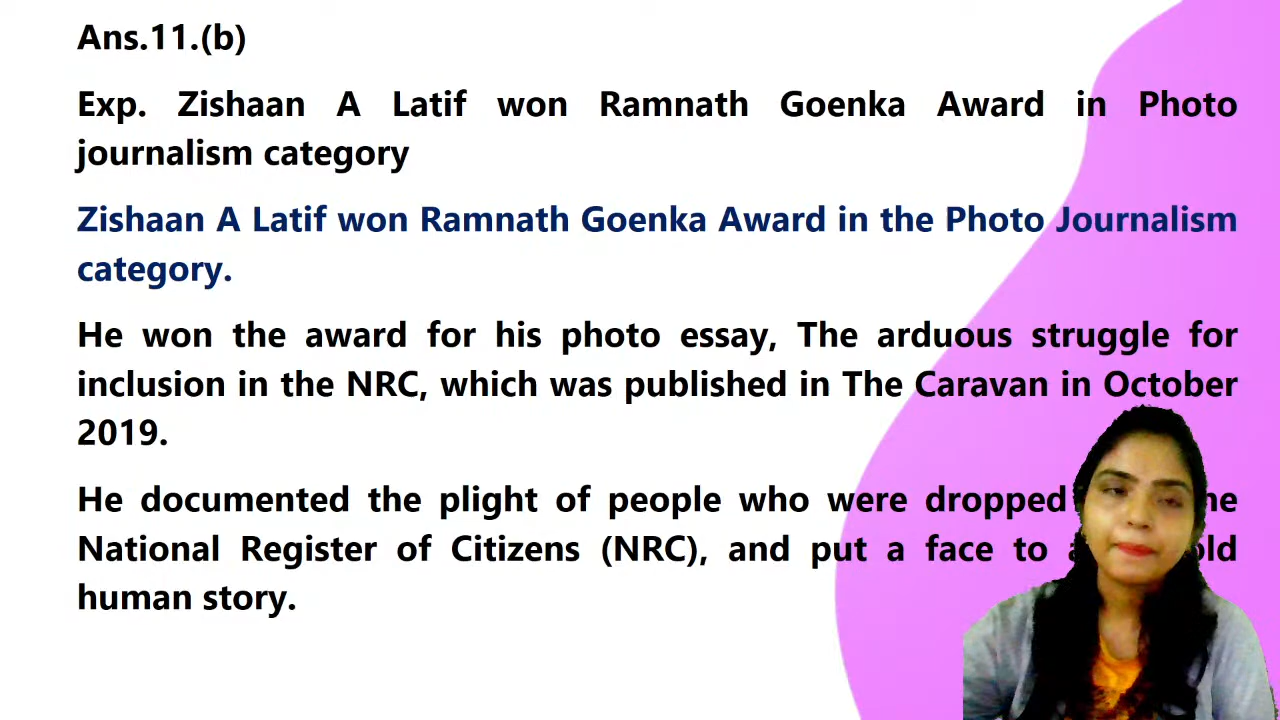 Ans.11.(b)
Exp. Zishaan A Latif won Ramnath Goenka Award in Photo
journalism category
Zishaan A Latif won Ramnath Goenka Award in the Photo Journalism
category.
He won the award for his photo essay, The arduous struggle for
inclusion in the NRC, which was published in The Caravan in October
2019.
He documented the plight of people who were dropped
National Register of Citizens (NRC), and put a face to
human story.